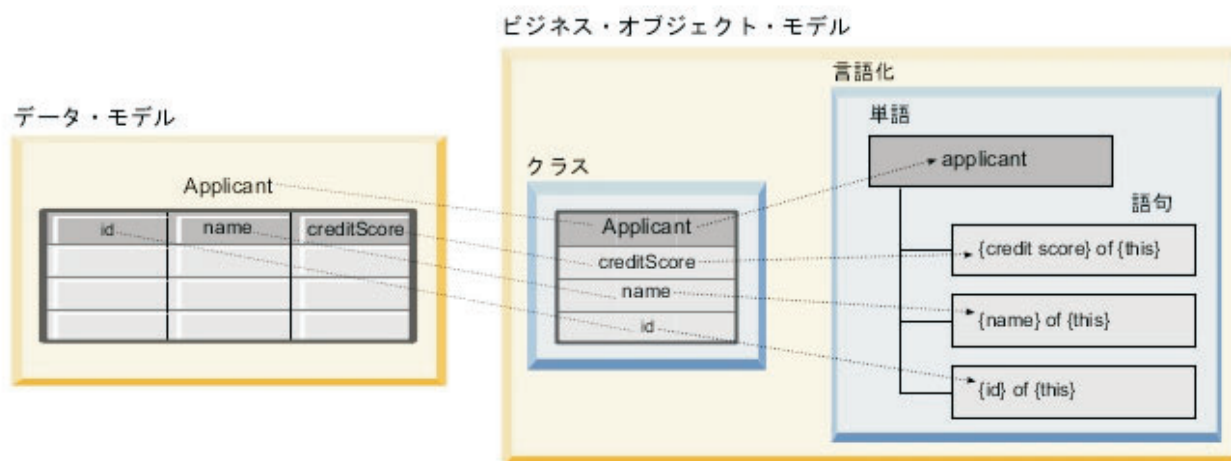 ビジネス・オブジェクト・モデル
データ・モデル
Applicant
id name creditScore
クラス
Applicant
creditScore
name
id
言語化
単語
applicant
語句
{credit score} of {this}
{name} of {this}
{id} of {this}